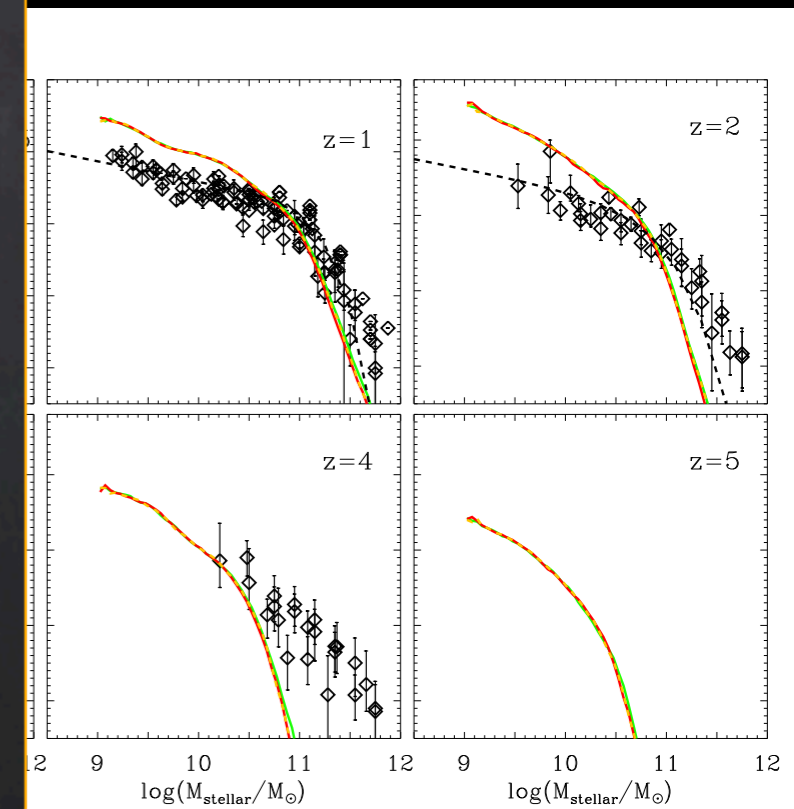 z=1
z=2
z=4
z=5
12 9 10 11 12 9 10 11 12
log(M_stellar/M_⊙) log(M_stellar/M_⊙)